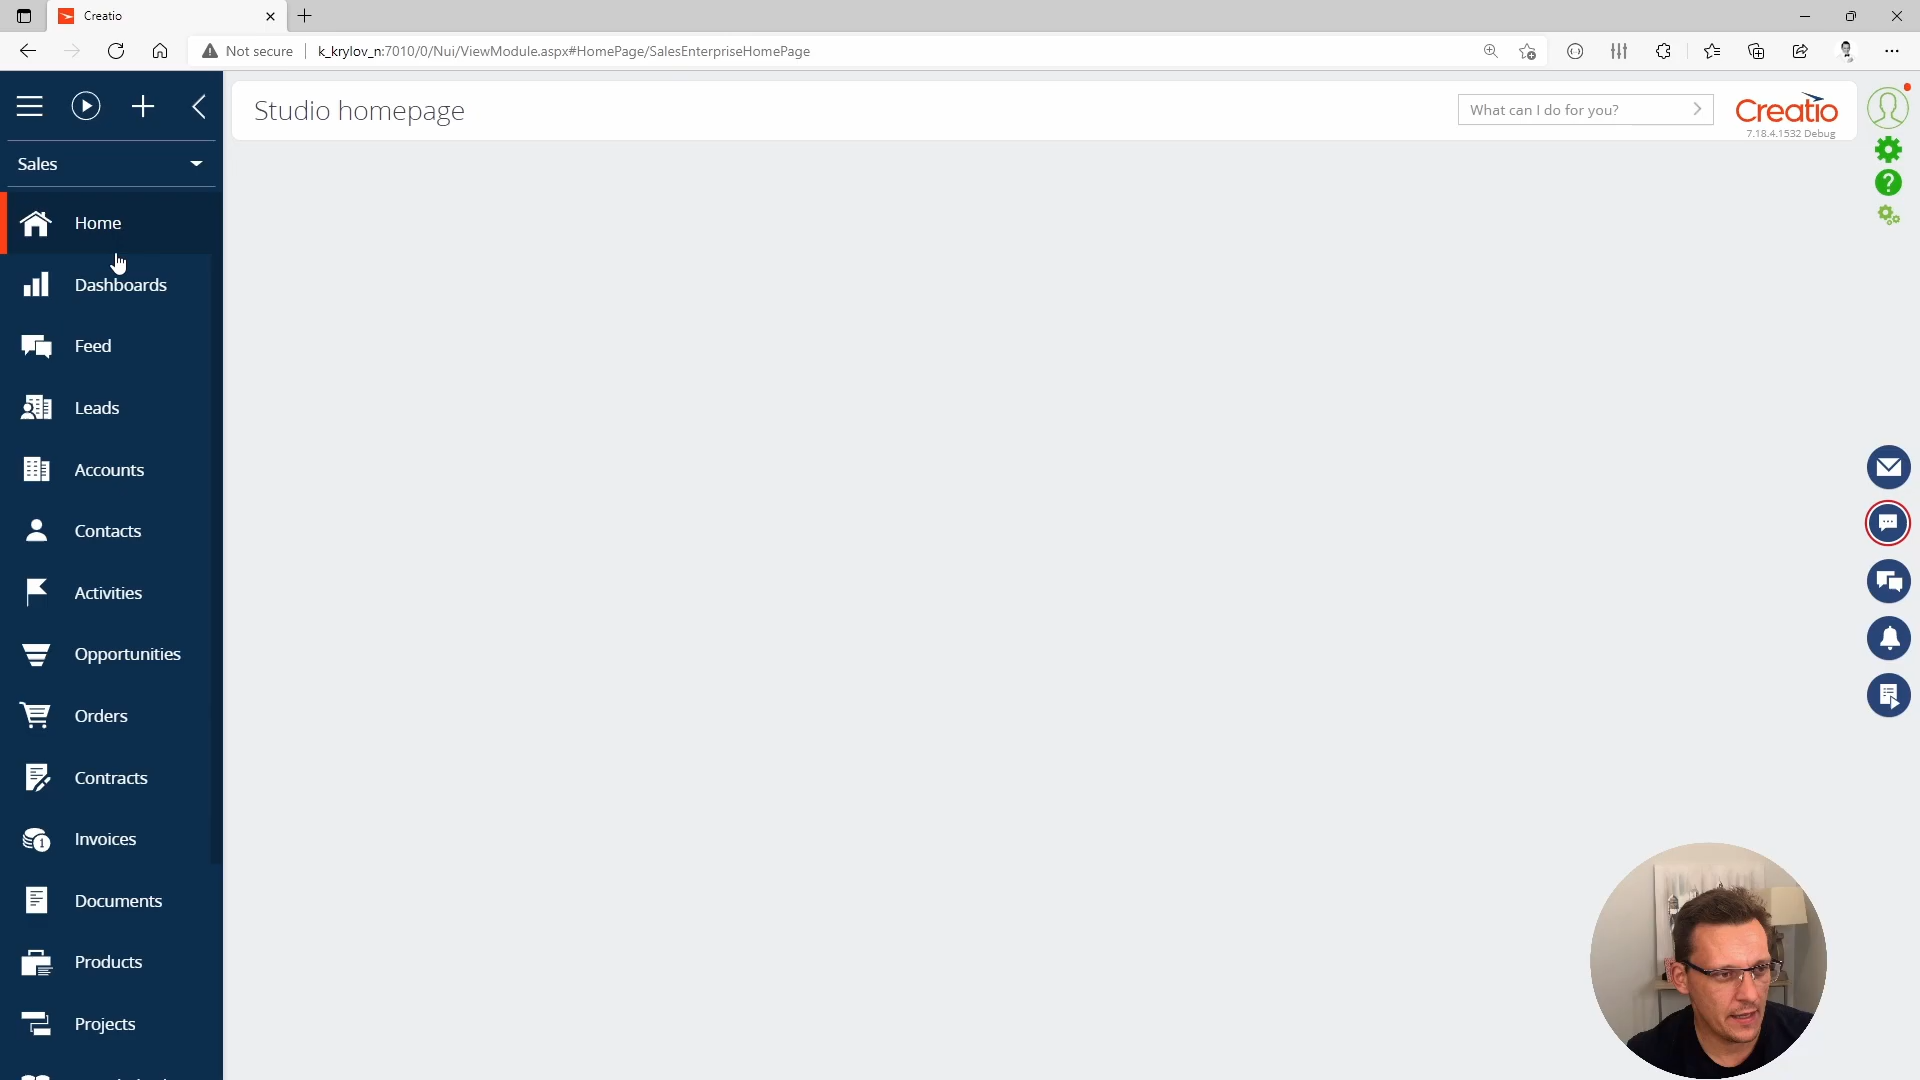 Creatio
Not secure
k_krylov_n:7010/0/Nui/ViewModule.aspx#HomePage/SalesEnterpriseHomePage
Studio homepage
What can I do for you?
Creatio
7.18.4.1532 Debug
Sales
Home
Dashboards
Feed
Leads
Accounts
Contacts
Activities
Opportunities
Orders
Contracts
Invoices
Documents
Products
Projects